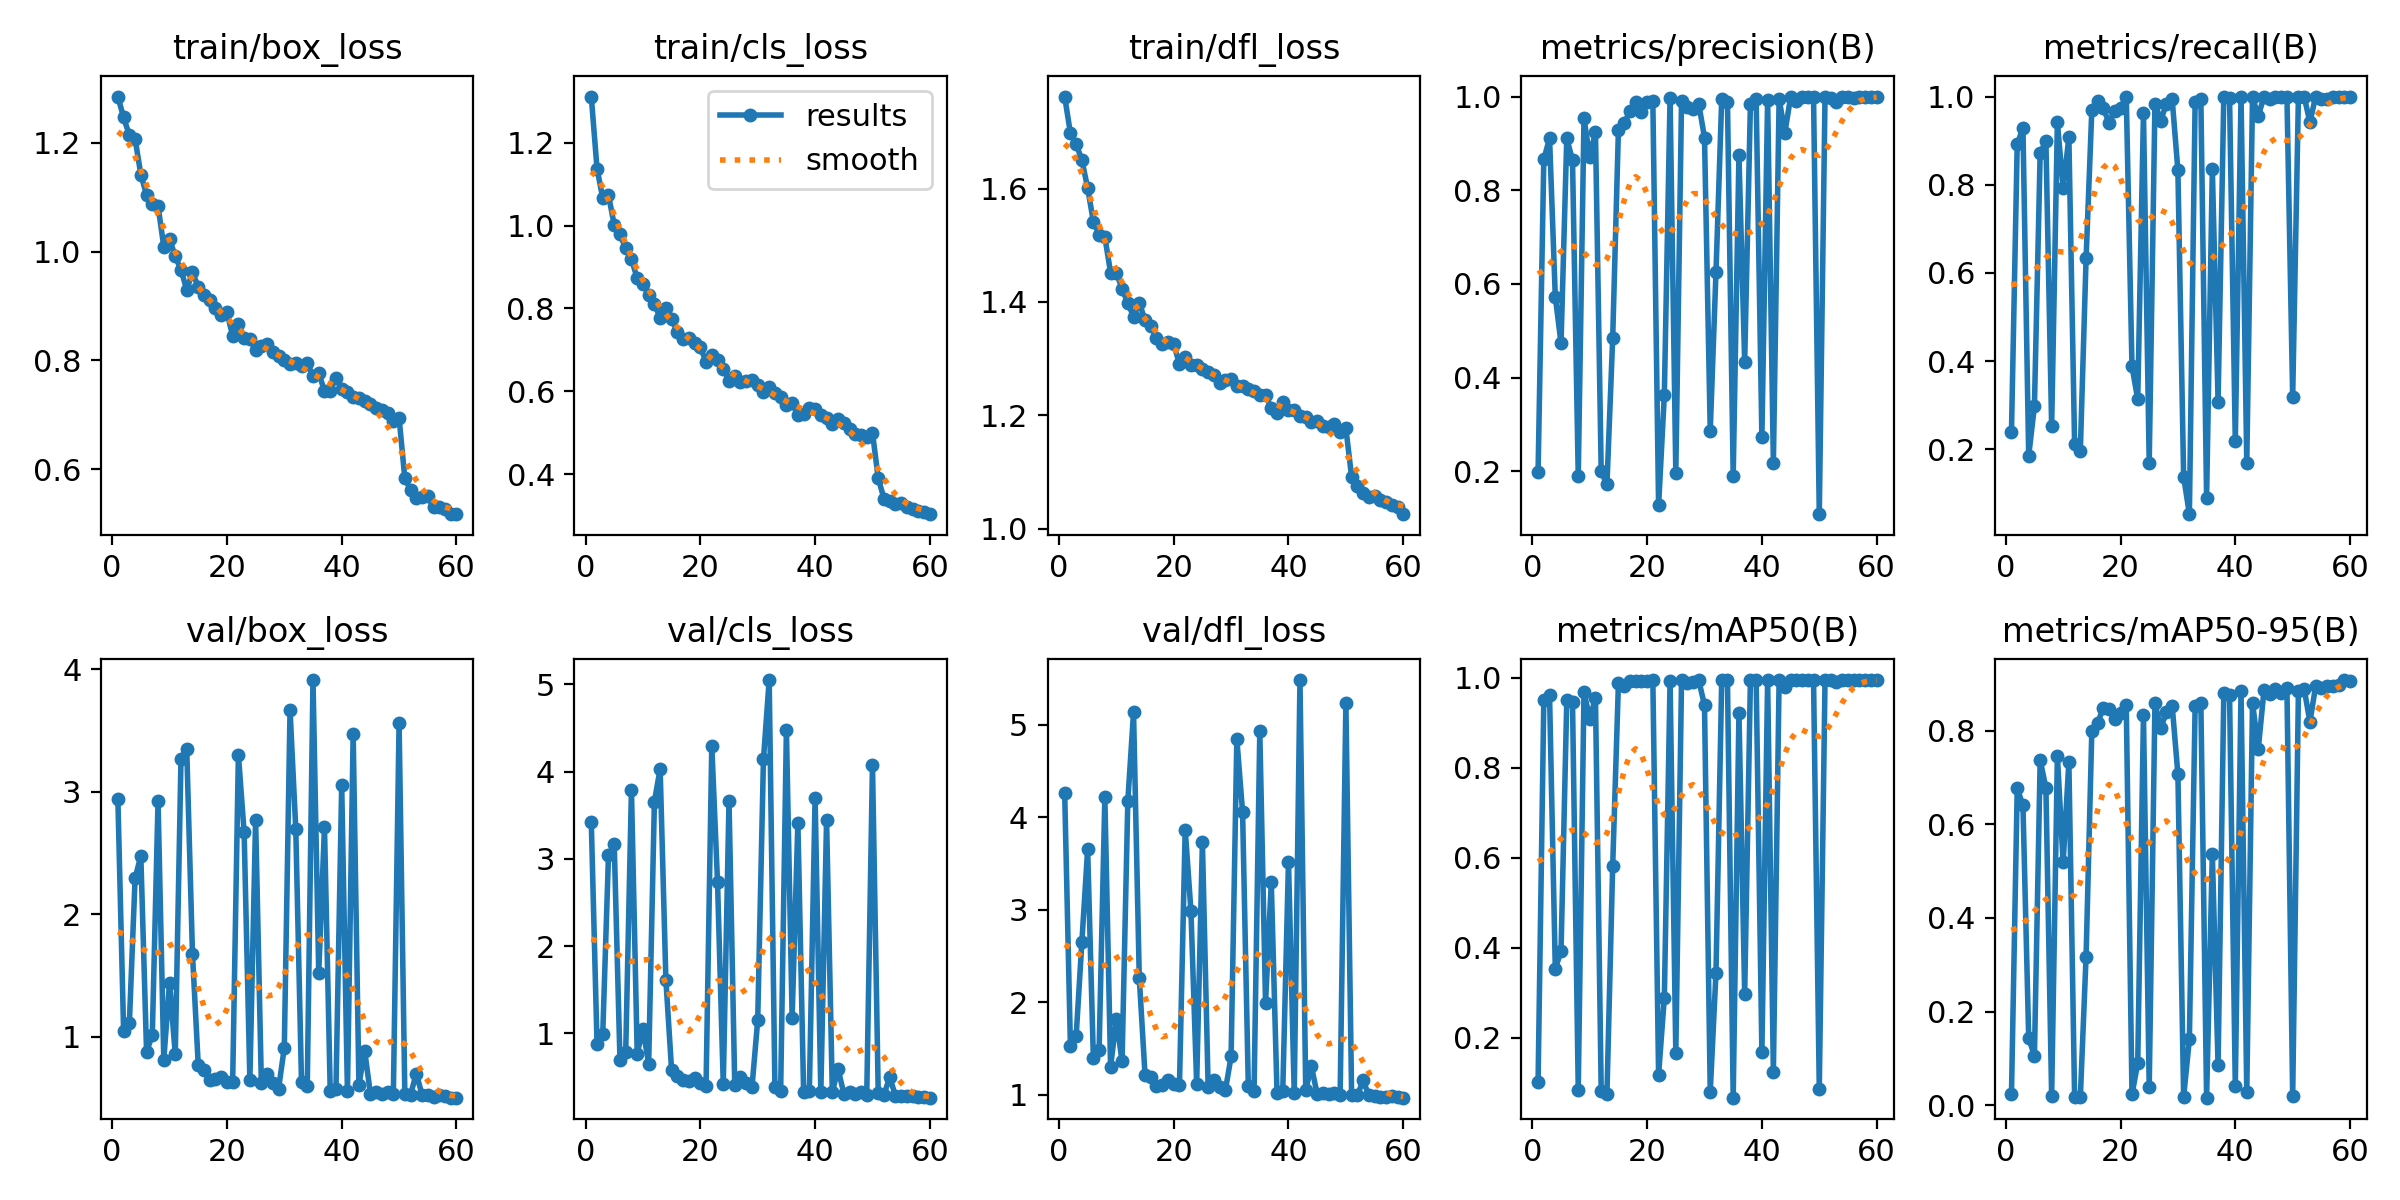 train/box_loss
train/cls_loss
train/dfl_loss
metrics/precision(B)
metrics/recall(B)
1.2
1.0
0.8
0.6
0 20 40 60
results
smooth
1.2
1.0
0.8
0.6
0.4
0 20 40 60
1.6
1.4
1.2
1.0
0 20 40 60
1.0
0.8
0.6
0.4
0.2
0 20 40 60
1.0
0.8
0.6
0.4
0.2
0 20 40 60
val/box_loss
val/cls_loss
val/dfl_loss
metrics/mAP50(B)
metrics/mAP50-95(B)
4
3
2
1
0 20 40 60
5
4
3
2
1
0 20 40 60
5
4
3
2
1
0 20 40 60
1.0
0.8
0.6
0.4
0.2
0 20 40 60
0.8
0.6
0.4
0.2
0.0
0 20 40 60